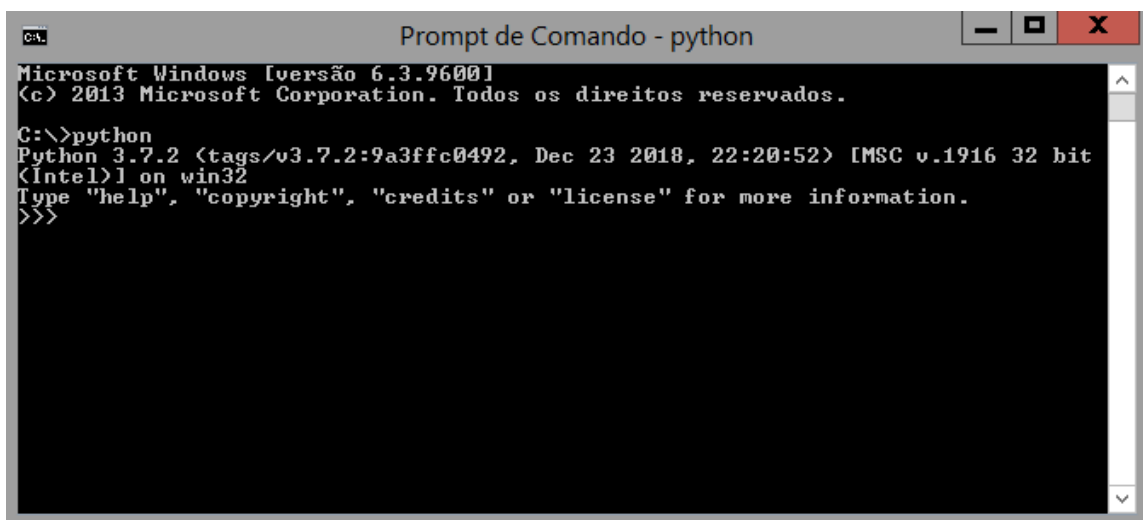 Prompt de Comando - python
Microsoft Windows [versão 6.3.9600]
(c) 2013 Microsoft Corporation. Todos os direitos reservados.
C:\>python
Python 3.7.2 (tags/v3.7.2:9a3ffc0492, Dec 23 2018, 22:20:52) [MSC v.1916 32 bit
(Intel)] on win32
Type "help", "copyright", "credits" or "license" for more information.
>>>